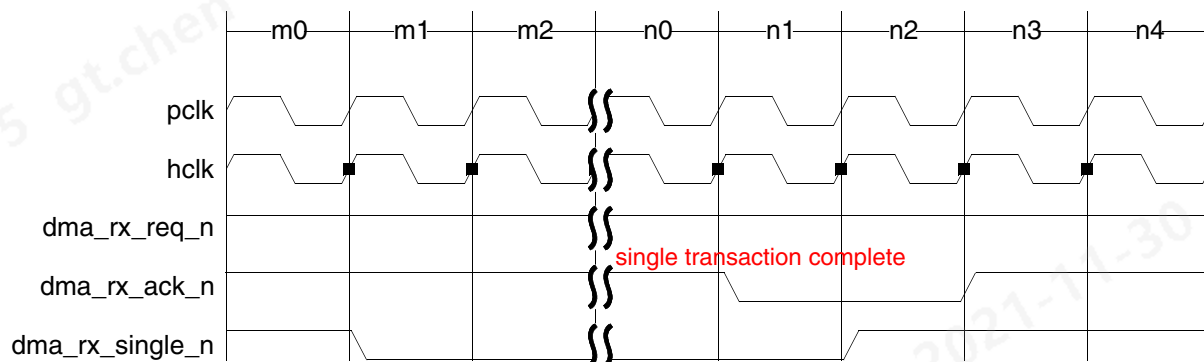 m0 m1 m2 n0 n1 n2 n3 n4
pclk
hclk
dma_rx_req_n
single transaction complete
dma_rx_ack_n
dma_rx_single_n
5 gt.chen
2021-11-30